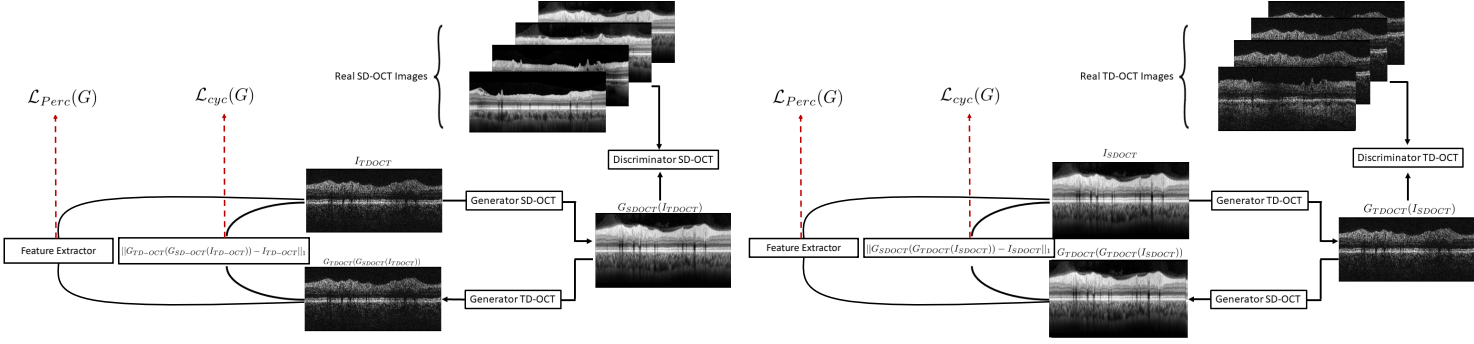 Real SD-OCT Images
$\mathcal{L}_{Perc}(G)$
$\mathcal{L}_{cyc}(G)$
$I_{TDOCT}$
Discriminator SD-OCT
Generator SD-OCT
$G_{SDOCT}(I_{TDOCT})$
Feature Extractor
$||G_{TD-OCT}(G_{SD-OCT}(I_{TD-OCT})) - I_{TD-OCT}||_1$
$G_{TDOCT}(G_{SDOCT}(I_{TDOCT}))$
Generator TD-OCT
Real TD-OCT Images
$\mathcal{L}_{Perc}(G)$
$\mathcal{L}_{cyc}(G)$
$I_{SDOCT}$
Discriminator TD-OCT
Generator TD-OCT
$G_{TDOCT}(I_{SDOCT})$
Feature Extractor
$||G_{SDOCT}(G_{TDOCT}(I_{SDOCT})) - I_{SDOCT}||_1$
$G_{TDOCT}(G_{TDOCT}(I_{SDOCT}))$
Generator SD-OCT